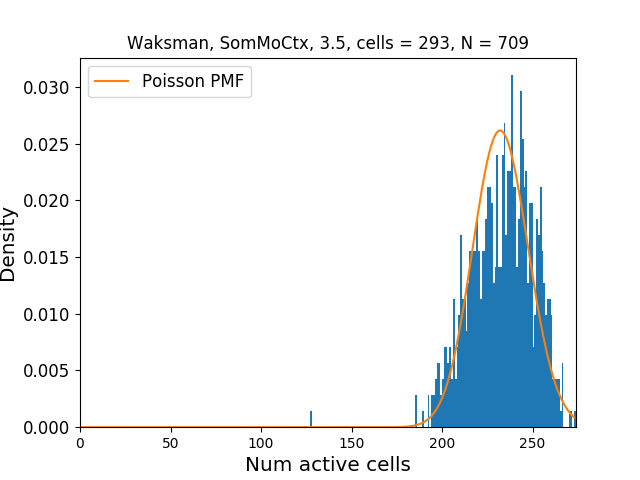 Waksman, SomMoCtx, 3.5, cells = 293, N = 709
Poisson PMF
Density
0.030
0.025
0.020
0.015
0.010
0.005
0.000
0 50 100 150 200 250
Num active cells